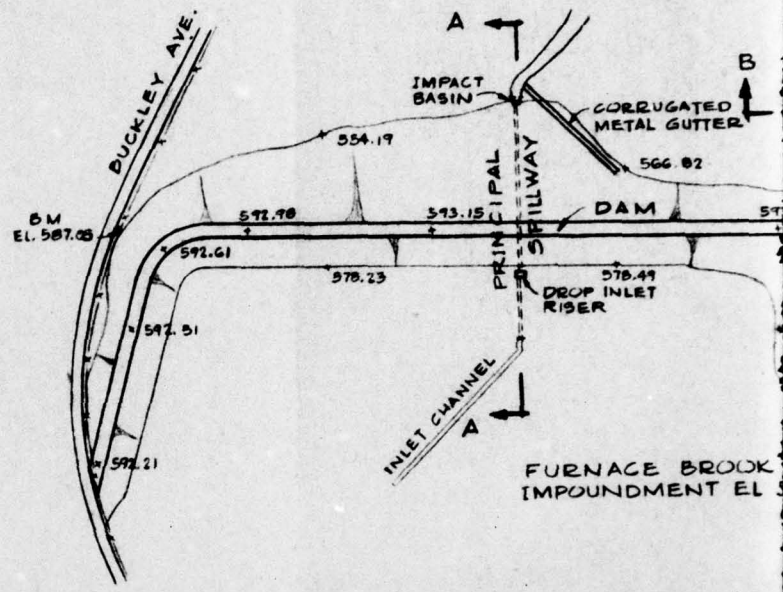 A
BUCKLEY AVE.
IMPACT
BASIN
B
CORRUGATED
METAL GUTTER
554.19
566.82
PRINCIPAL
SPILLWAY
BM
EL. 587.08
592.98
593.15
DAM
592.61
578.23
578.49
DROP INLET
RISER
592.51
INLET CHANNEL
A
592.21
FURNACE BROOK
IMPOUNDMENT EL